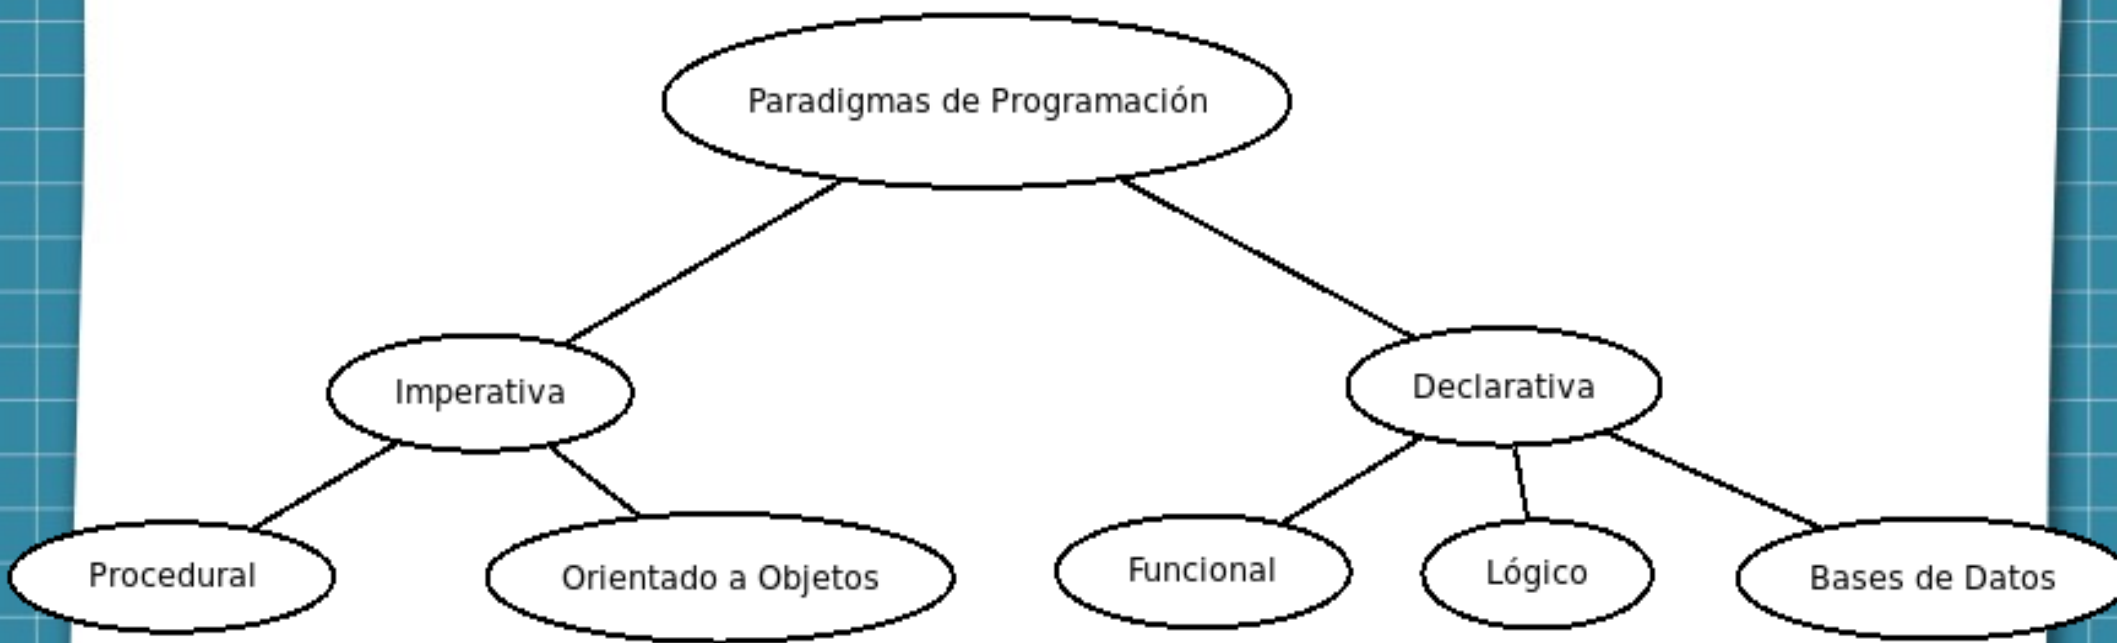 Paradigmas de Programación
Imperativa
Declarativa
Procedural
Orientado a Objetos
Funcional
Lógico
Bases de Datos